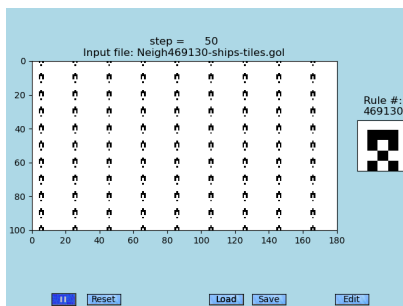 step = 50
Input file: Neigh469130-ships-tiles.gol
0
20
40
60
80
100
0 20 40 60 80 100 120 140 160 180
Rule #:
469130
Reset
Load
Save
Edit